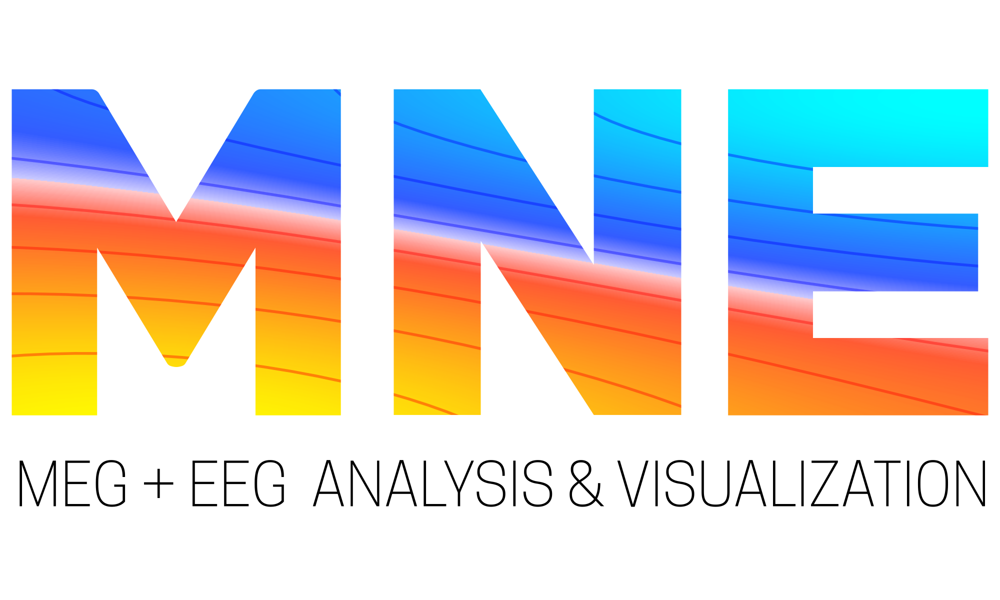 MNE
MEG + EEG ANALYSIS & VISUALIZATION